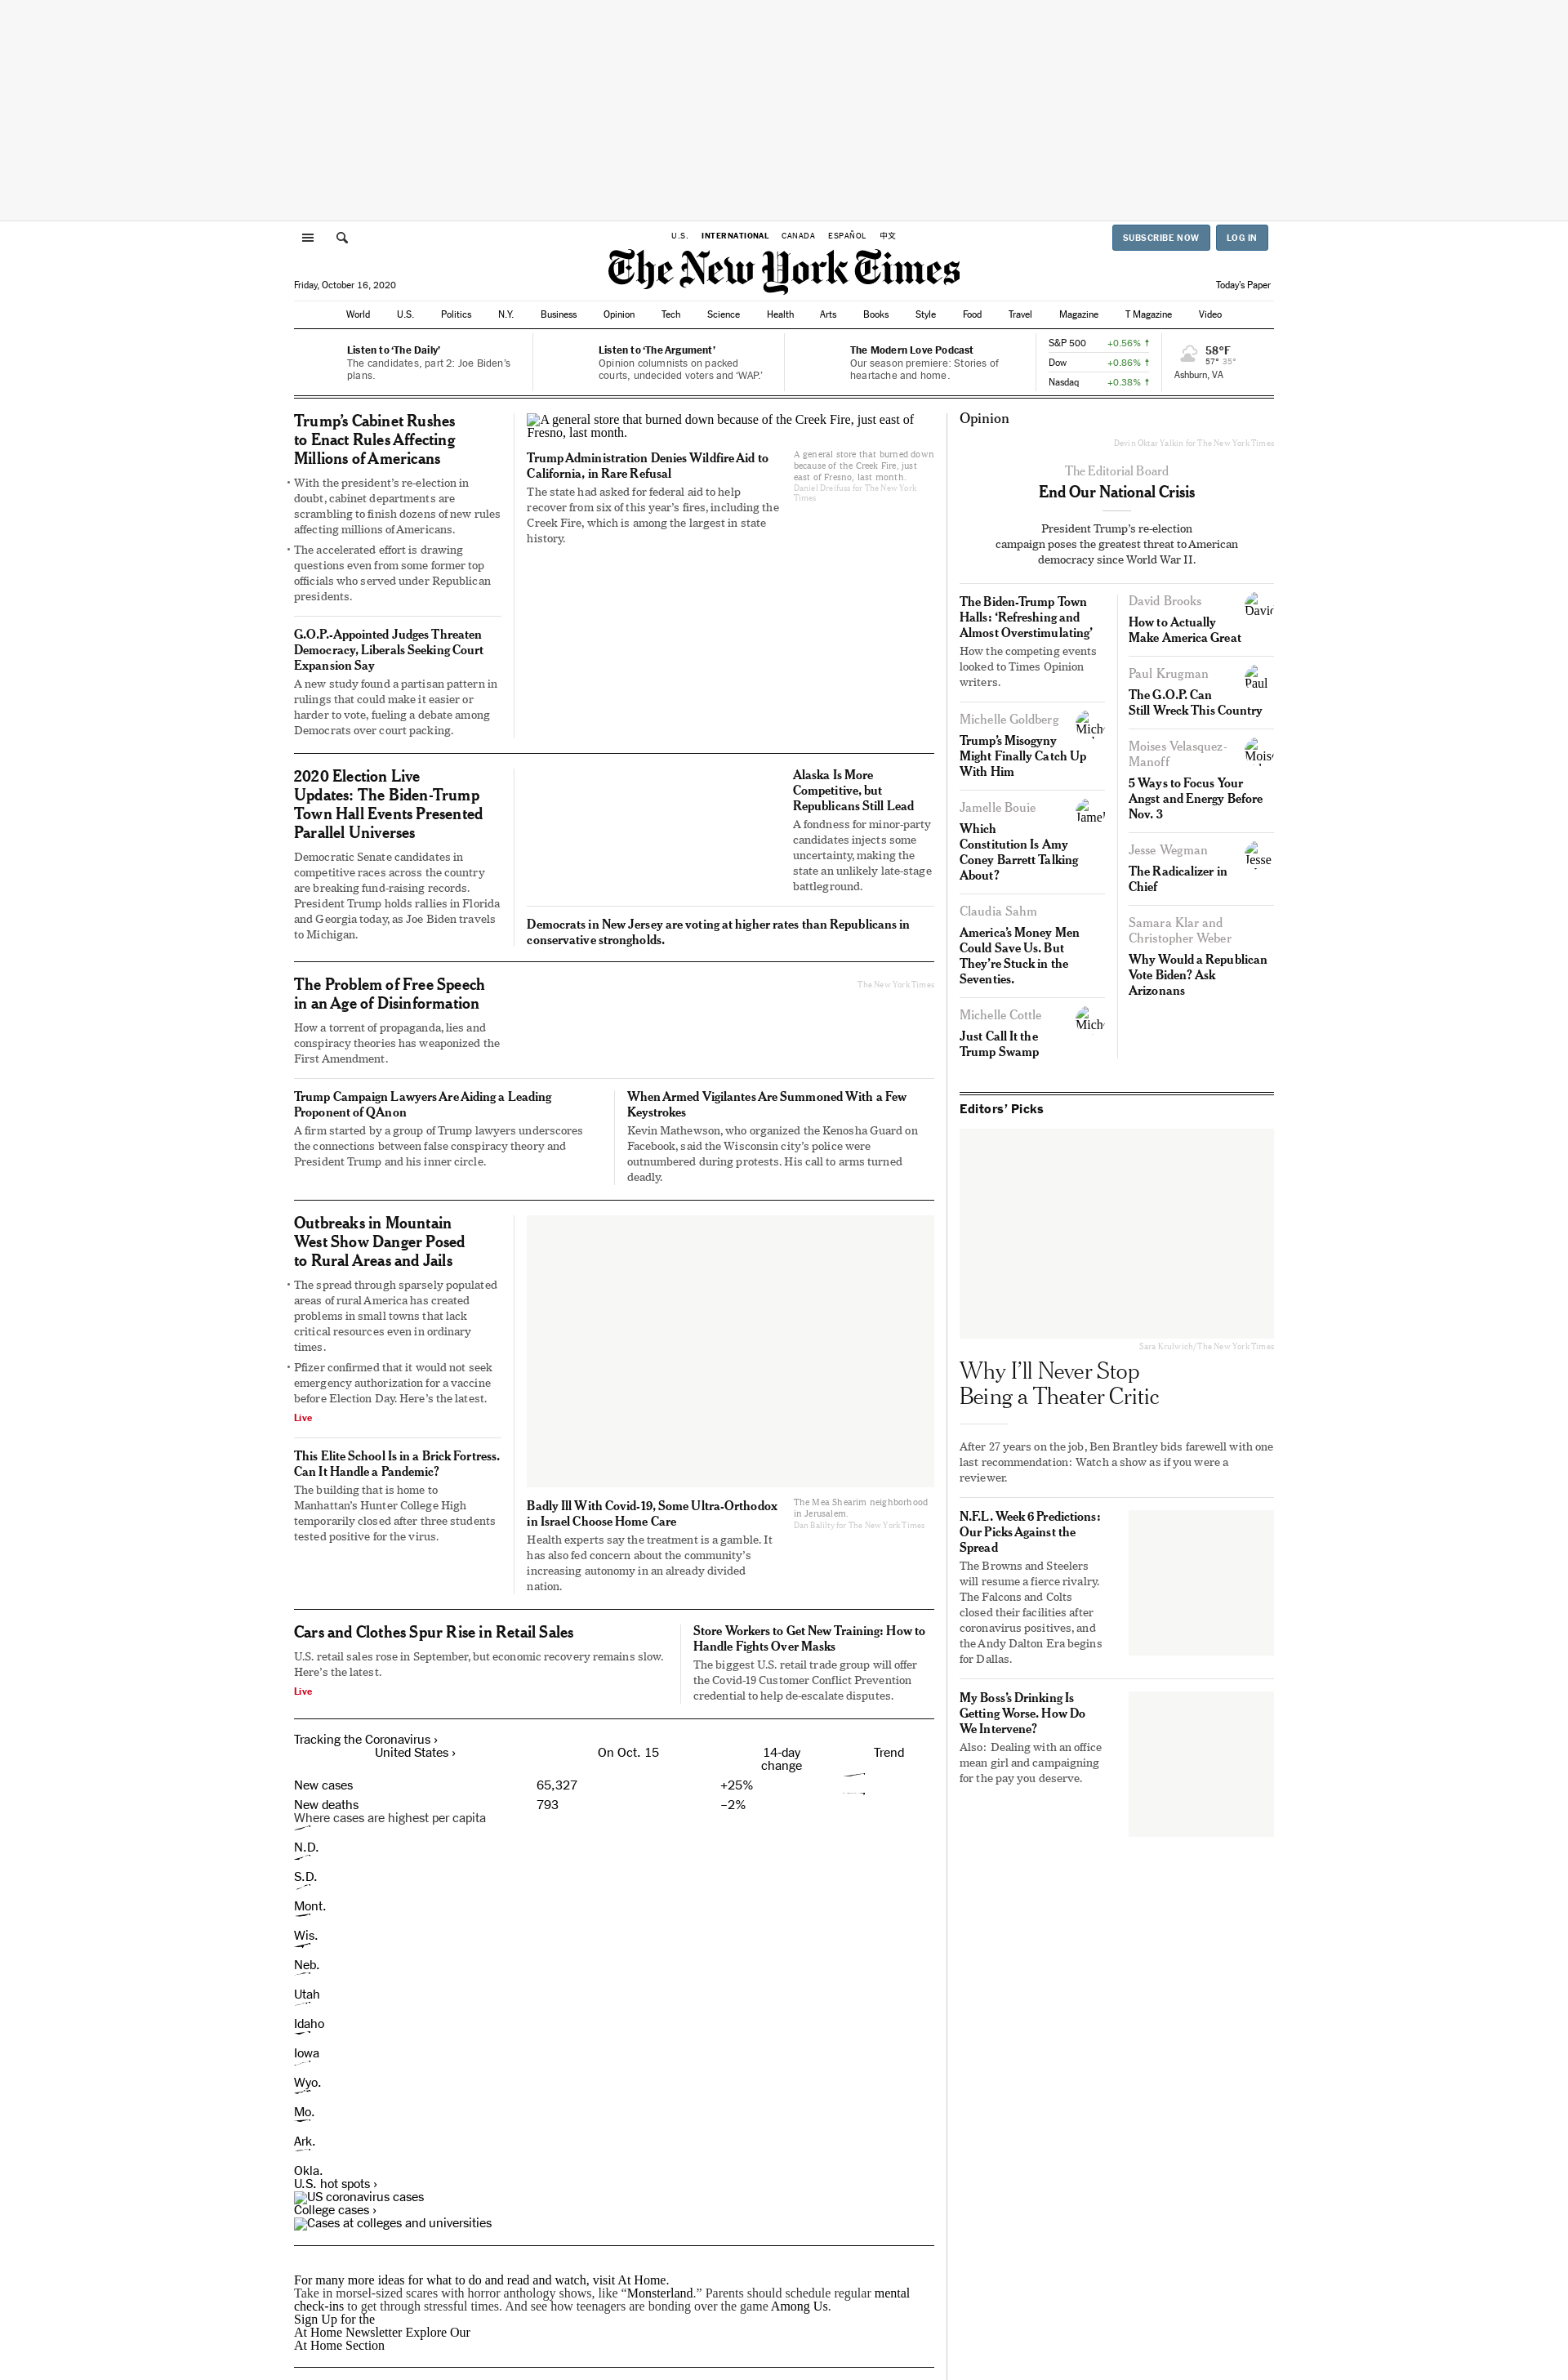 U.S. INTERNATIONAL CANADA ESPAÑOL 中文
SUBSCRIBE NOW
LOG IN
The New York Times
Friday, October 16, 2020
Today's Paper
World U.S. Politics N.Y. Business Opinion Tech Science Health Arts Books Style Food Travel Magazine T Magazine Video
Listen to ‘The Daily’
The candidates, part 2: Joe Biden’s
plans.
Listen to ‘The Argument’
Opinion columnists on packed
courts, undecided voters and ‘WAP.’
The Modern Love Podcast
Our season premiere: Stories of
heartache and home.
S&P 500 +0.56% ↑
Dow +0.86% ↑
Nasdaq +0.38% ↑
58°F
57° 35°
Ashburn, VA
Trump’s Cabinet Rushes
to Enact Rules Affecting
Millions of Americans
• With the president’s re-election in
doubt, cabinet departments are
scrambling to finish dozens of new rules
affecting millions of Americans.
• The accelerated effort is drawing
questions even from some former top
officials who served under Republican
presidents.
G.O.P.-Appointed Judges Threaten
Democracy, Liberals Seeking Court
Expansion Say
A new study found a partisan pattern in
rulings that could make it easier or
harder to vote, fueling a debate among
Democrats over court packing.
A general store that burned down because of the Creek Fire, just east of
Fresno, last month.
Trump Administration Denies Wildfire Aid to
California, in Rare Refusal
The state had asked for federal aid to help
recover from six of this year’s fires, including the
Creek Fire, which is among the largest in state
history.
A general store that burned down
because of the Creek Fire, just
east of Fresno, last month.
Daniel Dreifuss for The New York
Times
2020 Election Live
Updates: The Biden-Trump
Town Hall Events Presented
Parallel Universes
Democratic Senate candidates in
competitive races across the country
are breaking fund-raising records.
President Trump holds rallies in Florida
and Georgia today, as Joe Biden travels
to Michigan.
Alaska Is More
Competitive, but
Republicans Still Lead
A fondness for minor-party
candidates injects some
uncertainty, making the
state an unlikely late-stage
battleground.
Democrats in New Jersey are voting at higher rates than Republicans in
conservative strongholds.
The Problem of Free Speech
in an Age of Disinformation
How a torrent of propaganda, lies and
conspiracy theories has weaponized the
First Amendment.
The New York Times
Trump Campaign Lawyers Are Aiding a Leading
Proponent of QAnon
A firm started by a group of Trump lawyers underscores
the connections between false conspiracy theory and
President Trump and his inner circle.
When Armed Vigilantes Are Summoned With a Few
Keystrokes
Kevin Mathewson, who organized the Kenosha Guard on
Facebook, said the Wisconsin city’s police were
outnumbered during protests. His call to arms turned
deadly.
Outbreaks in Mountain
West Show Danger Posed
to Rural Areas and Jails
• The spread through sparsely populated
areas of rural America has created
problems in small towns that lack
critical resources even in ordinary
times.
• Pfizer confirmed that it would not seek
emergency authorization for a vaccine
before Election Day. Here’s the latest.
Live
This Elite School Is in a Brick Fortress.
Can It Handle a Pandemic?
The building that is home to
Manhattan’s Hunter College High
temporarily closed after three students
tested positive for the virus.
Badly Ill With Covid-19, Some Ultra-Orthodox
in Israel Choose Home Care
Health experts say the treatment is a gamble. It
has also fed concern about the community’s
increasing autonomy in an already divided
nation.
The Mea Shearim neighborhood
in Jerusalem.
Dan Balilty for The New York Times
Cars and Clothes Spur Rise in Retail Sales
U.S. retail sales rose in September, but economic recovery remains slow.
Here’s the latest.
Live
Store Workers to Get New Training: How to
Handle Fights Over Masks
The biggest U.S. retail trade group will offer
the Covid-19 Customer Conflict Prevention
credential to help de-escalate disputes.
Tracking the Coronavirus ›
United States › On Oct. 15 14-day
change Trend
New cases 65,327 +25%
New deaths 793 –2%
Where cases are highest per capita
N.D.
S.D.
Mont.
Wis.
Neb.
Utah
Idaho
Iowa
Wyo.
Mo.
Ark.
Okla.
U.S. hot spots ›
US coronavirus cases
College cases ›
Cases at colleges and universities
For many more ideas for what to do and read and watch, visit At Home.
Take in morsel-sized scares with horror anthology shows, like “Monsterland.” Parents should schedule regular mental
check-ins to get through stressful times. And see how teenagers are bonding over the game Among Us.
Sign Up for the
At Home Newsletter Explore Our
At Home Section
Opinion
Devin Oktar Yalkin for The New York Times
The Editorial Board
End Our National Crisis
President Trump’s re-election
campaign poses the greatest threat to American
democracy since World War II.
The Biden-Trump Town
Halls: ‘Refreshing and
Almost Overstimulating’
How the competing events
looked to Times Opinion
writers.
Michelle Goldberg
Mich
Trump’s Misogyny
Might Finally Catch Up
With Him
Jamelle Bouie
Jamel
Which
Constitution Is Amy
Coney Barrett Talking
About?
Claudia Sahm
America’s Money Men
Could Save Us. But
They’re Stuck in the
Seventies.
Michelle Cottle
Mich
Just Call It the
Trump Swamp
David Brooks
David
How to Actually
Make America Great
Paul Krugman
Paul
The G.O.P. Can
Still Wreck This Country
Moises Velasquez-
Manoff
Moise
5 Ways to Focus Your
Angst and Energy Before
Nov. 3
Jesse Wegman
Jesse
The Radicalizer in
Chief
Samara Klar and
Christopher Weber
Why Would a Republican
Vote Biden? Ask
Arizonans
Editors’ Picks
Sara Krulwich/The New York Times
Why I’ll Never Stop
Being a Theater Critic
After 27 years on the job, Ben Brantley bids farewell with one
last recommendation: Watch a show as if you were a
reviewer.
N.F.L. Week 6 Predictions:
Our Picks Against the
Spread
The Browns and Steelers
will resume a fierce rivalry.
The Falcons and Colts
closed their facilities after
coronavirus positives, and
the Andy Dalton Era begins
for Dallas.
My Boss’s Drinking Is
Getting Worse. How Do
We Intervene?
Also: Dealing with an office
mean girl and campaigning
for the pay you deserve.